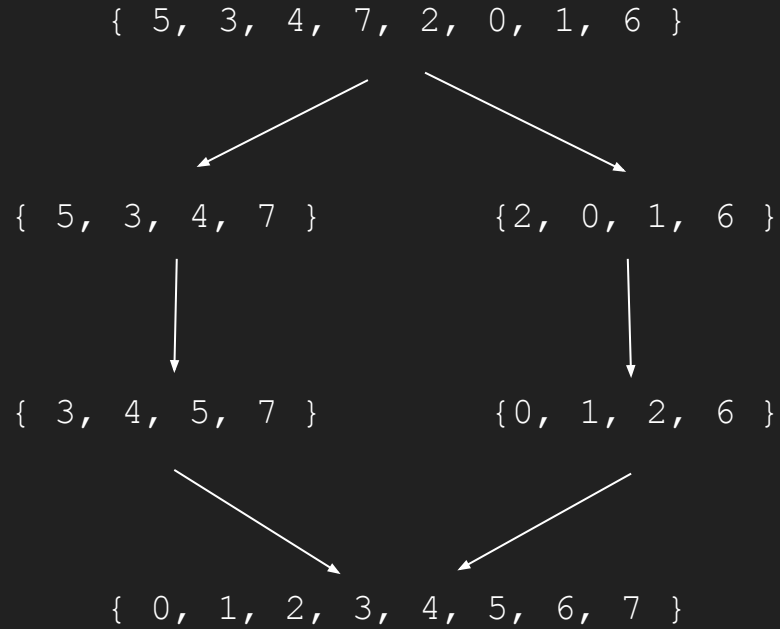 { 5, 3, 4, 7, 2, 0, 1, 6 }
{ 5, 3, 4, 7 }
{2, 0, 1, 6 }
{ 3, 4, 5, 7 }
{0, 1, 2, 6 }
{ 0, 1, 2, 3, 4, 5, 6, 7 }